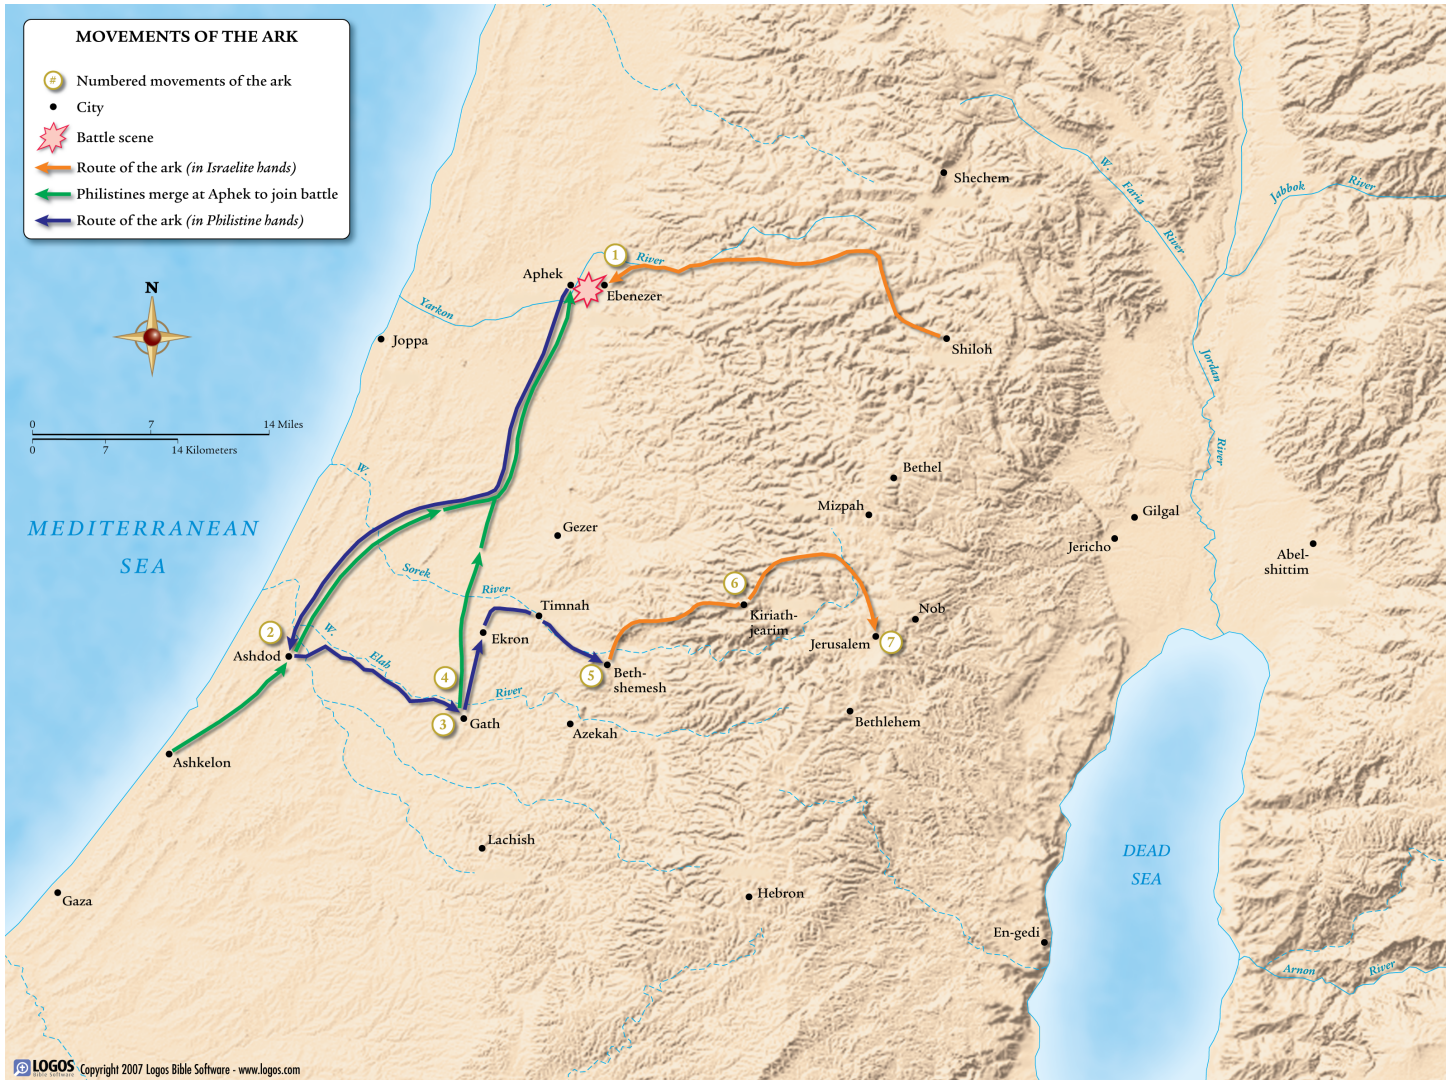 MOVEMENTS OF THE ARK
#
Numbered movements of the ark
City
Battle scene
Route of the ark (in Israelite hands)
Philistines merge at Aphek to join battle
Route of the ark (in Philistine hands)
N
0 7 14 Miles
0 7 14 Kilometers
MEDITERRANEAN
SEA
W. Faria River
Shechem
Jabbok River
1
River
Aphek
Ebenezer
Yarkon
Joppa
Shiloh
Jordan River
Bethel
Mizpah
Gilgal
Jericho
Abel-
shittim
Gezer
W.
Sorek
River
Timnah
6
Kiriath-
jearim
Nob
Jerusalem
7
2
Ashdod
W.
Elah
River
Ekron
4
3
Gath
5
Beth-
shemesh
Azekah
Bethlehem
Ashkelon
Lachish
Gaza
Hebron
En-gedi
DEAD
SEA
Arnon River
LOGOS
Bible Software
Copyright 2007 Logos Bible Software - www.logos.com